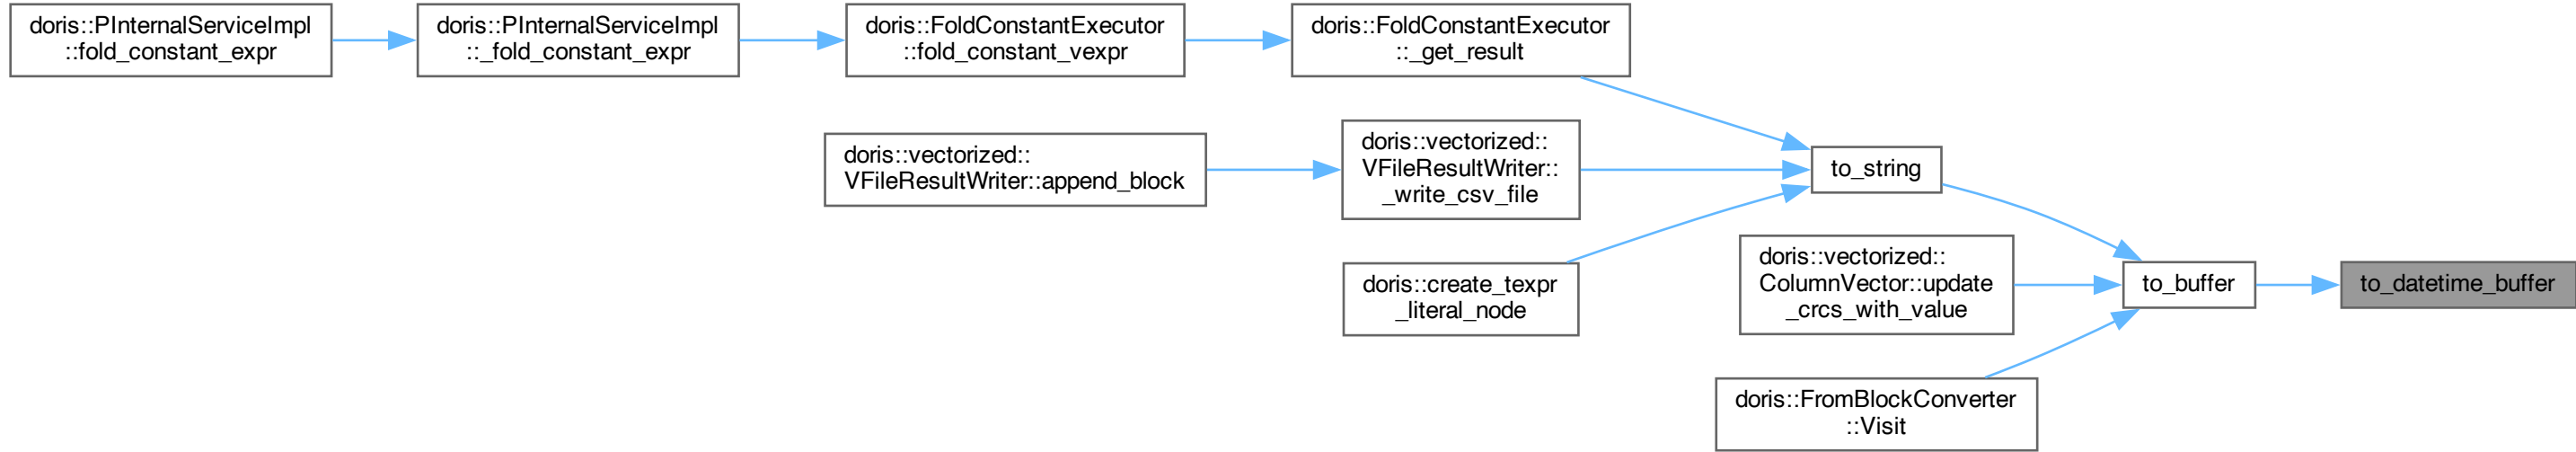 doris::PInternalServiceImpl
::fold_constant_expr
doris::PInternalServiceImpl
::_fold_constant_expr
doris::FoldConstantExecutor
::fold_constant_vexpr
doris::FoldConstantExecutor
::_get_result
doris::vectorized::
VFileResultWriter::append_block
doris::vectorized::
VFileResultWriter::
_write_csv_file
to_string
doris::create_texpr
_literal_node
doris::vectorized::
ColumnVector::update
_crcs_with_value
to_buffer
to_datetime_buffer
doris::FromBlockConverter
::Visit